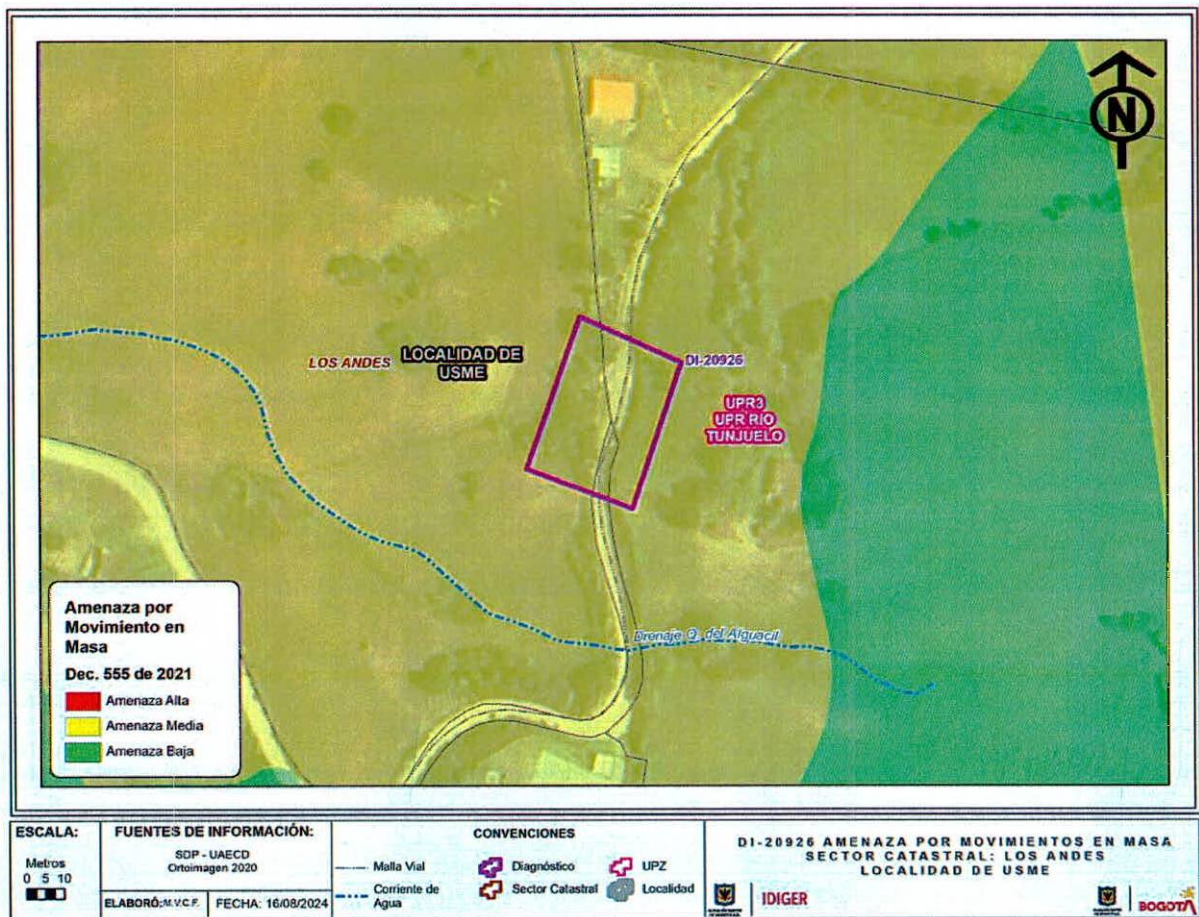 N
LOS ANDES
LOCALIDAD DE
USME
DI-20926
UPR3
UPR RIO
TUNJUELO
Drenaje Q. del Alguacil
Amenaza por
Movimiento en
Masa
Dec. 555 de 2021
Amenaza Alta
Amenaza Media
Amenaza Baja
ESCALA:
Metros
0 5 10
FUENTES DE INFORMACIÓN:
SDP - UAECD
Ortoimagen 2020
ELABORÓ: M.V.C.F.
FECHA: 16/08/2024
CONVENCIONES
Malla Vial
Corriente de
Agua
Diagnóstico
Sector Catastral
UPZ
Localidad
DI-20926 AMENAZA POR MOVIMIENTOS EN MASA
SECTOR CATASTRAL: LOS ANDES
LOCALIDAD DE USME
IDIGER
BOGOTÁ